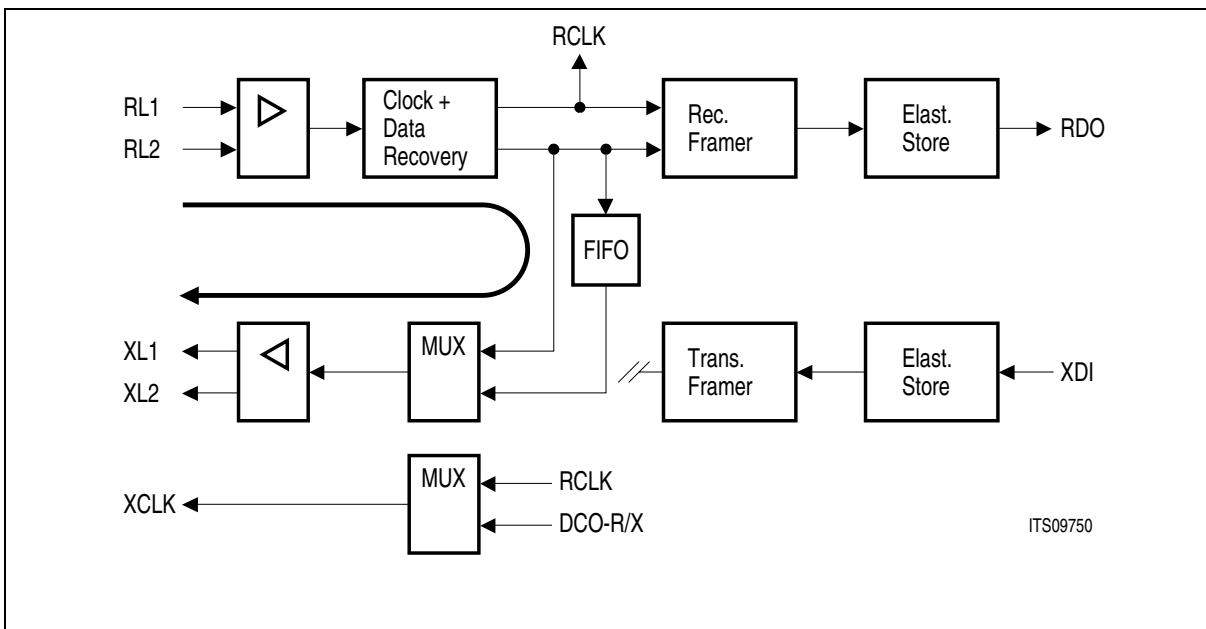 RCLK
RL1
RL2
Clock +
Data
Recovery
Rec.
Framer
Elast.
Store
RDO
FIFO
XL1
XL2
MUX
Trans.
Framer
Elast.
Store
XDI
XCLK
MUX
RCLK
DCO-R/X
ITS09750